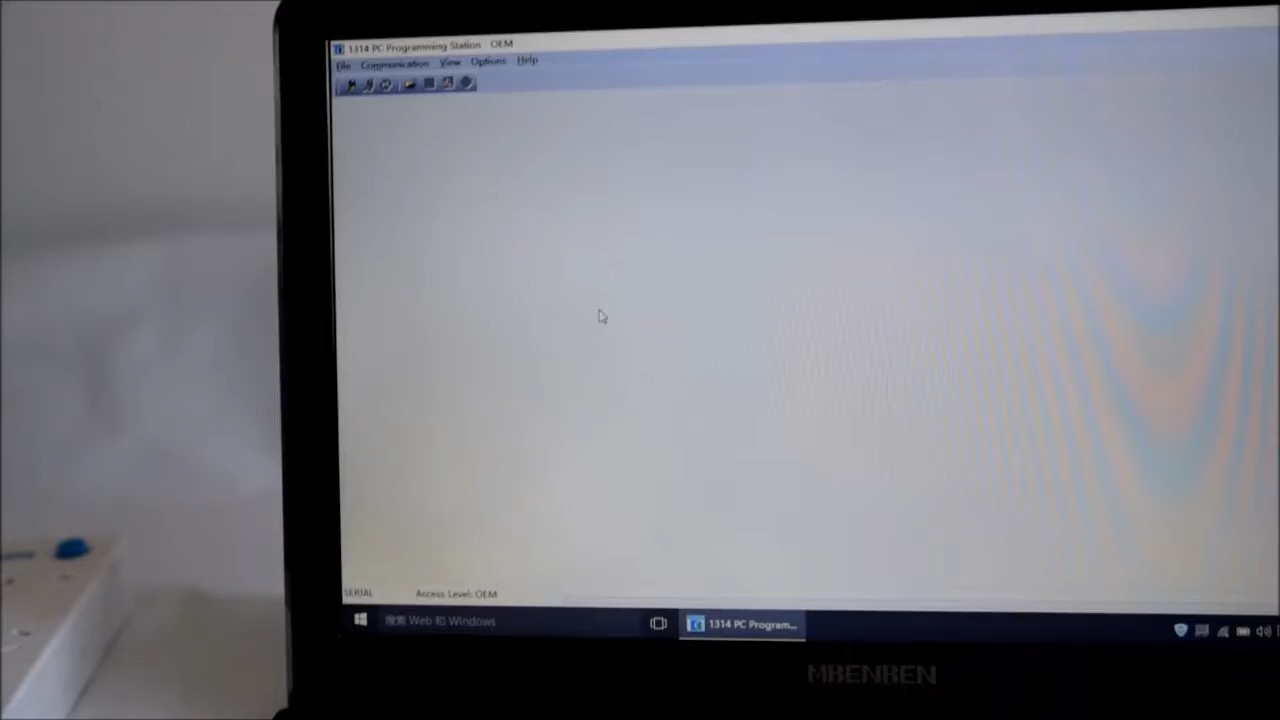 1314 PC Programming Station - OEM
File Communication View Options Help
SERIAL Access Level: OEM
搜索 Web 和 Windows
1314 PC Program...
MBENBEN